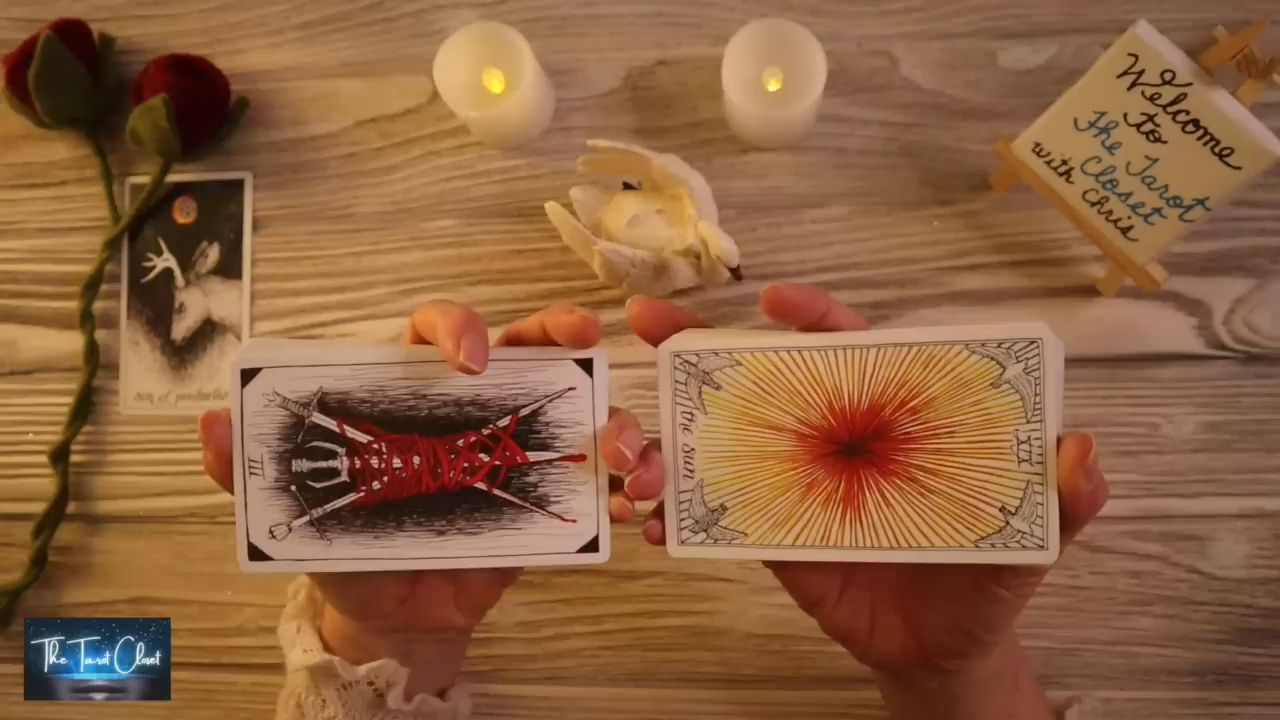 Welcome
to
The Tarot
Closet
with Chris
III
the sun
XIX
The Tarot Closet